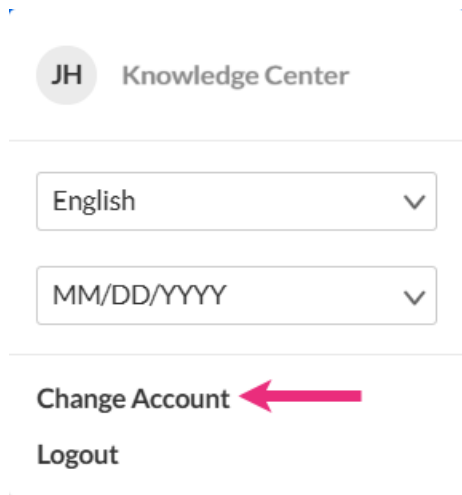 JH Knowledge Center
English
MM/DD/YYYY
Change Account
Logout